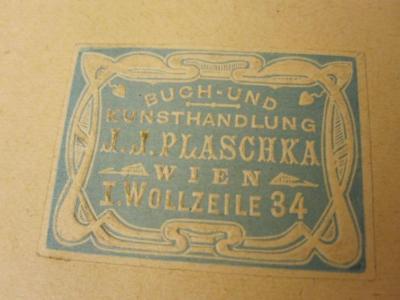 BUCH-UND
KUNSTHANDLUNG
J.J.PLASCHKA
WIEN
I.WOLLZEILE 34